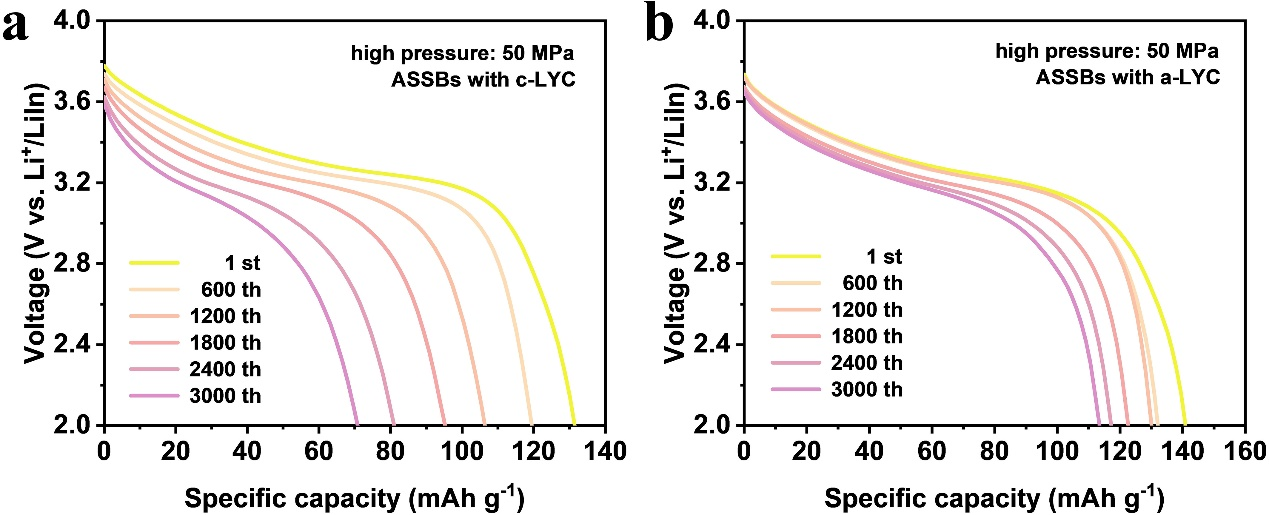 a
high pressure: 50 MPa
ASSBs with c-LYC
Voltage (V vs. Li+/LiIn)
4.0
3.6
3.2
2.8
2.4
2.0
1 st
600 th
1200 th
1800 th
2400 th
3000 th
0 20 40 60 80 100 120 140
Specific capacity (mAh g-1)
b
high pressure: 50 MPa
ASSBs with a-LYC
Voltage (V vs. Li+/LiIn)
4.0
3.6
3.2
2.8
2.4
2.0
1 st
600 th
1200 th
1800 th
2400 th
3000 th
0 20 40 60 80 100 120 140 160
Specific capacity (mAh g-1)